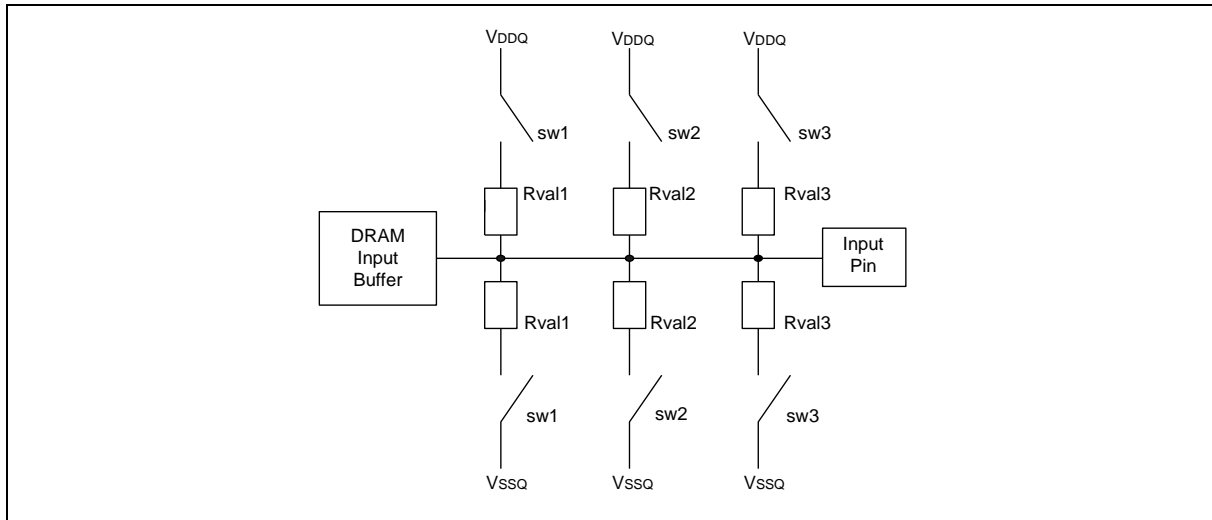 VDDQ
VDDQ
VDDQ
sw1
sw2
sw3
Rval1
Rval2
Rval3
DRAM
Input
Buffer
Input
Pin
Rval1
Rval2
Rval3
sw1
sw2
sw3
VSSQ
VSSQ
VSSQ